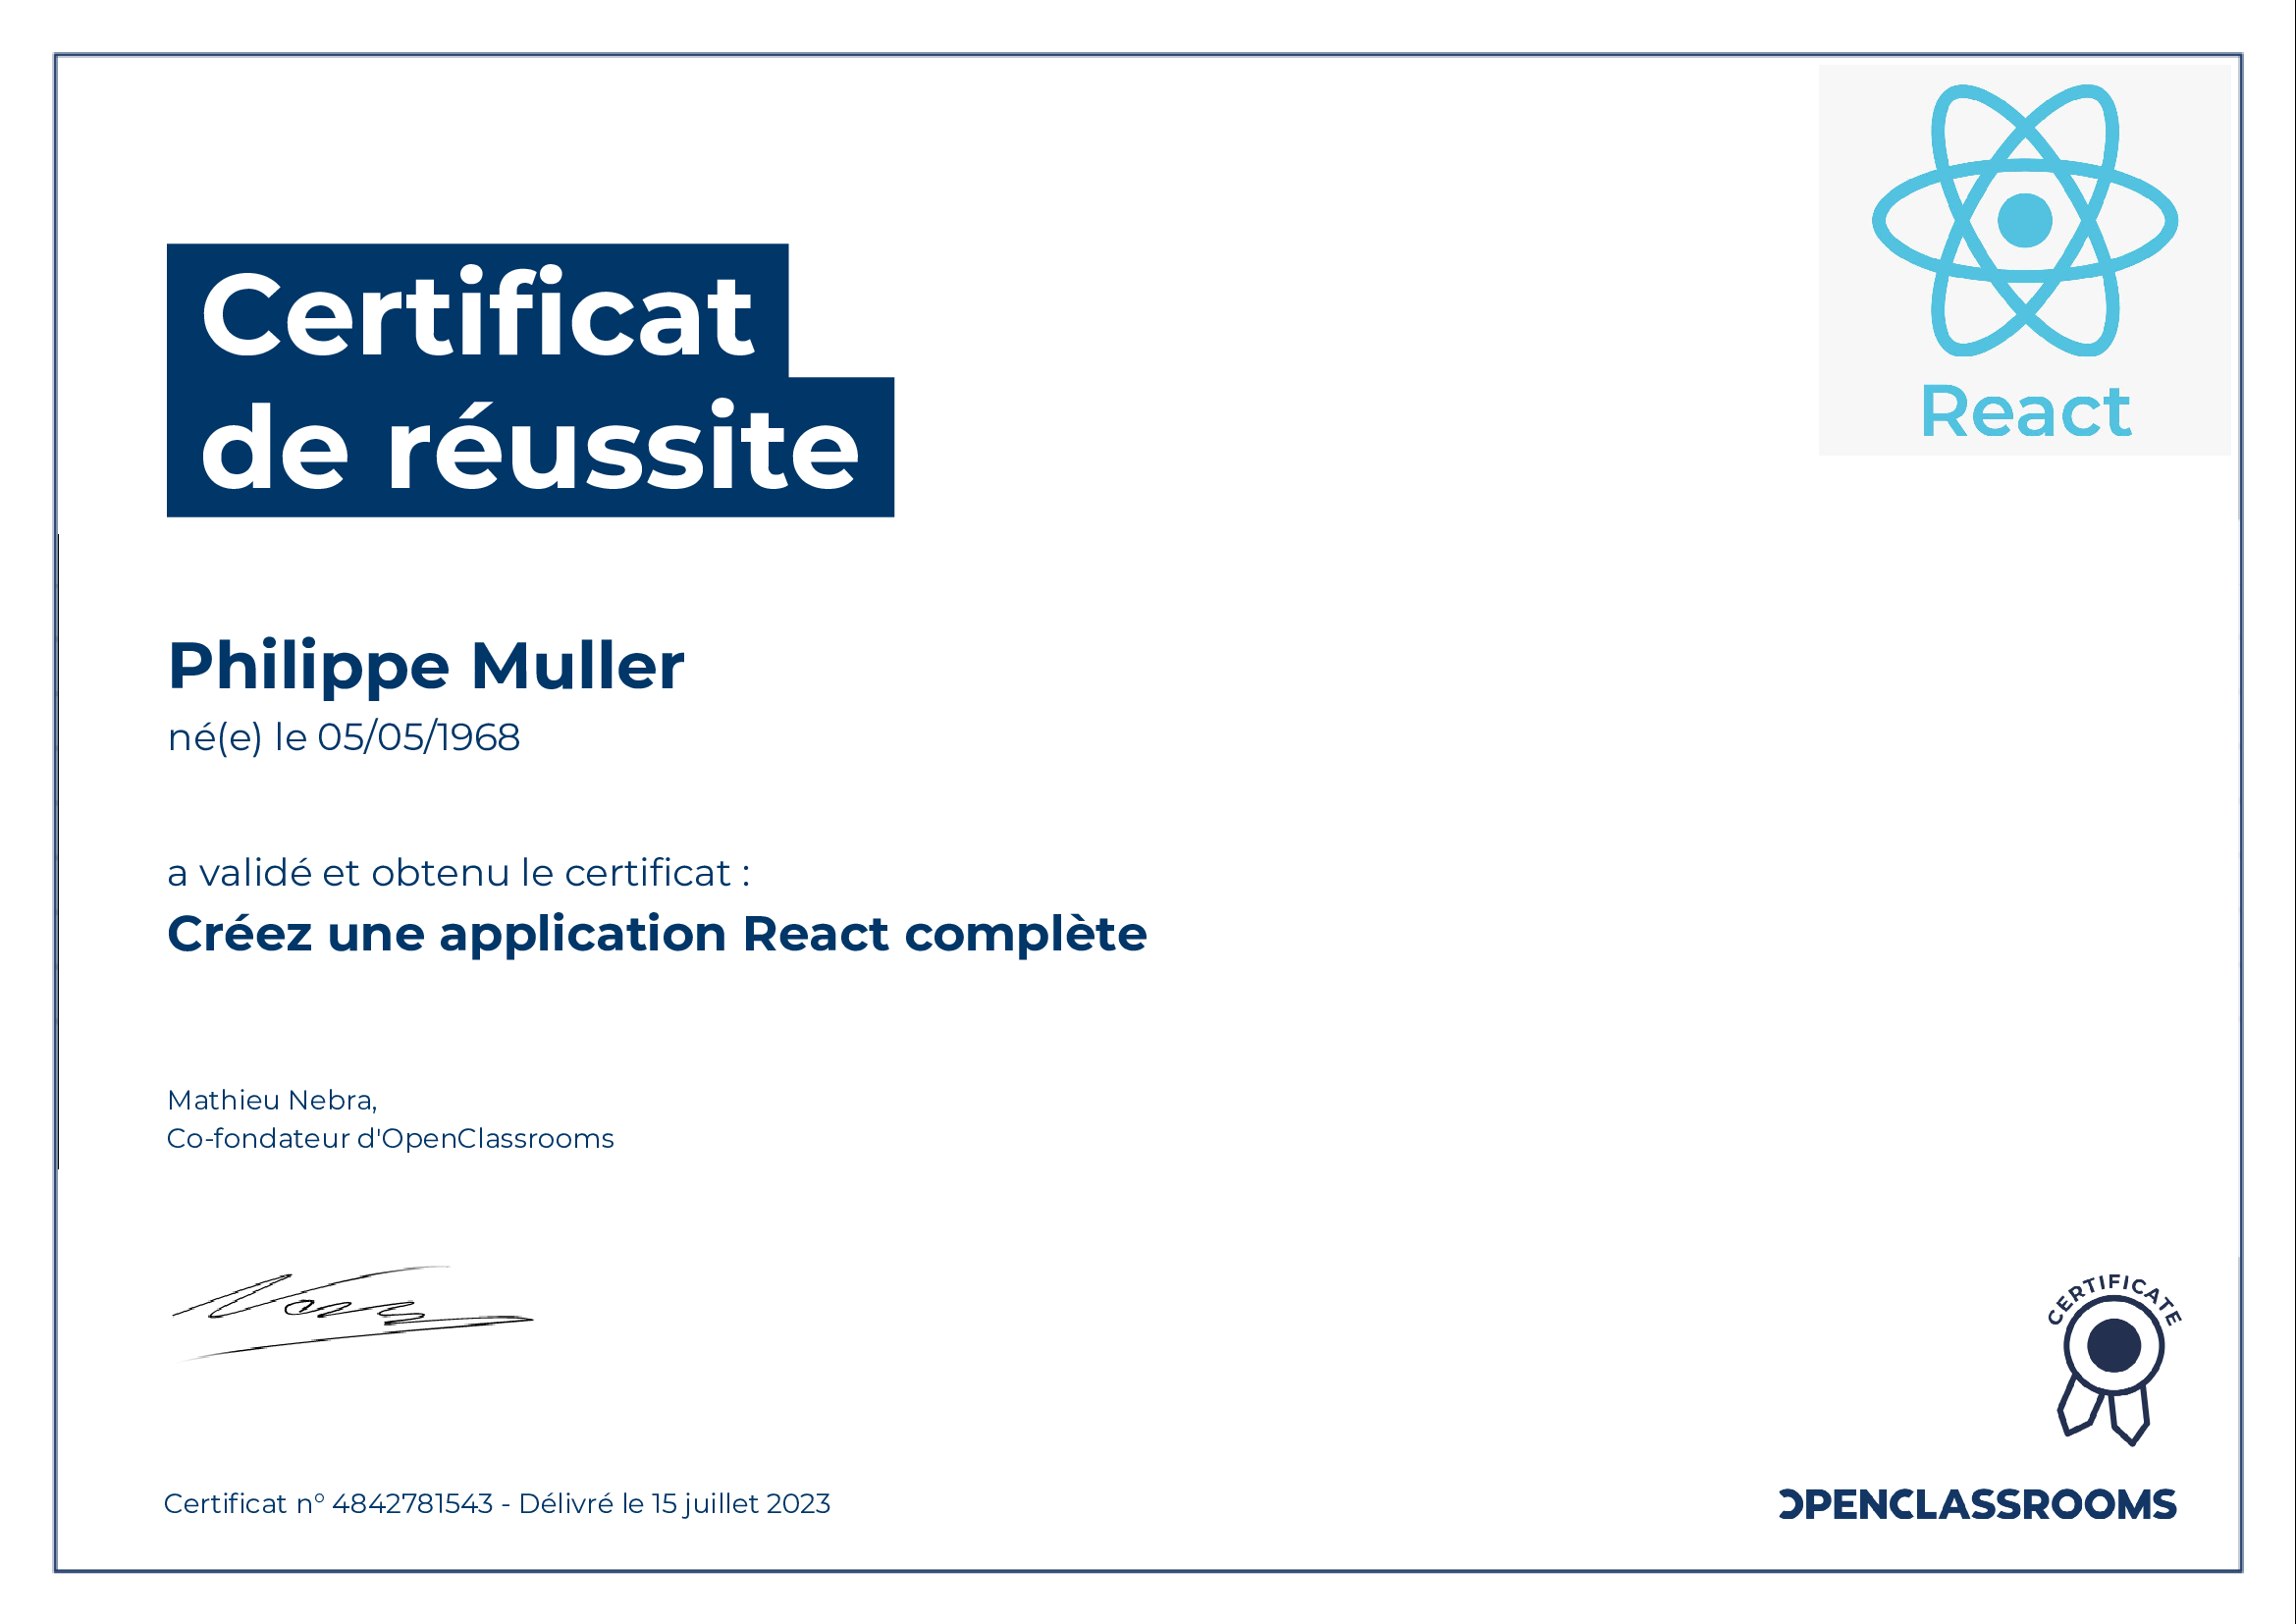 React
Certificat
de réussite
Philippe Muller
né(e) le 05/05/1968
a validé et obtenu le certificat :
Créez une application React complète
Mathieu Nebra,
Co-fondateur d'OpenClassrooms
CERTIFICATE
Certificat n° 4842781543 - Délivré le 15 juillet 2023
OPENCLASSROOMS